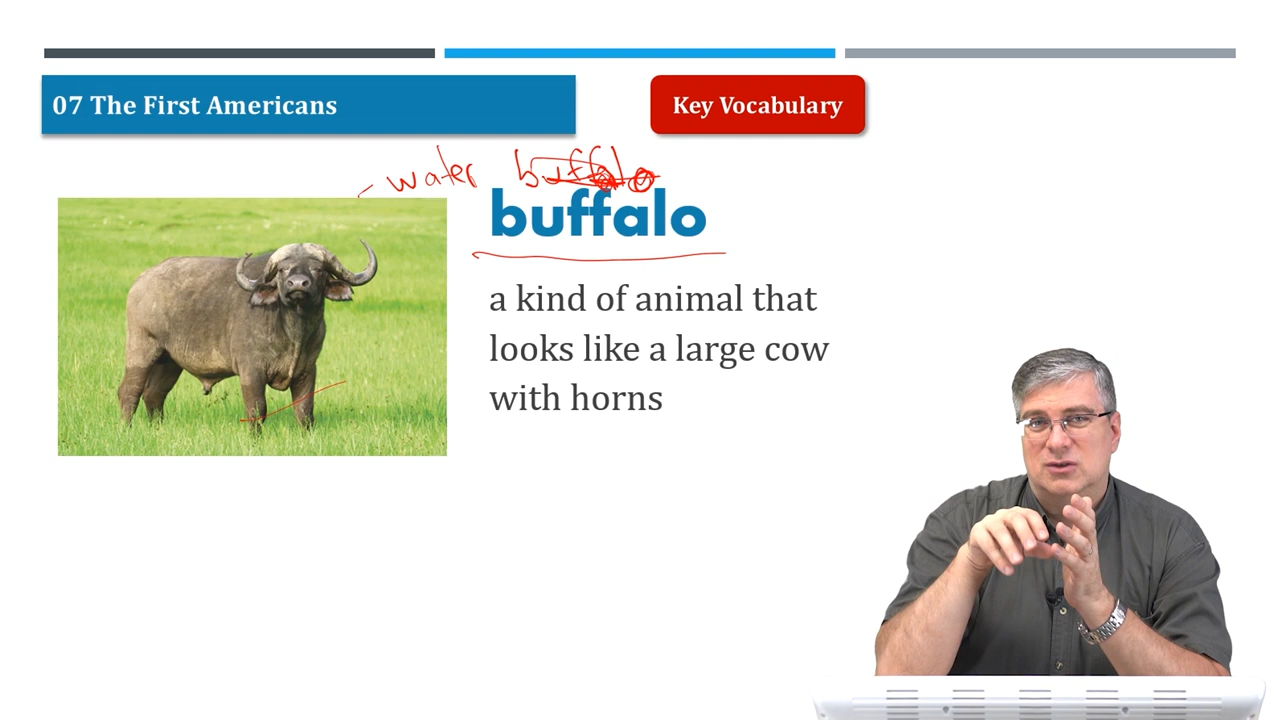 07 The First Americans
Key Vocabulary
water buffalo
buffalo
a kind of animal that
looks like a large cow
with horns